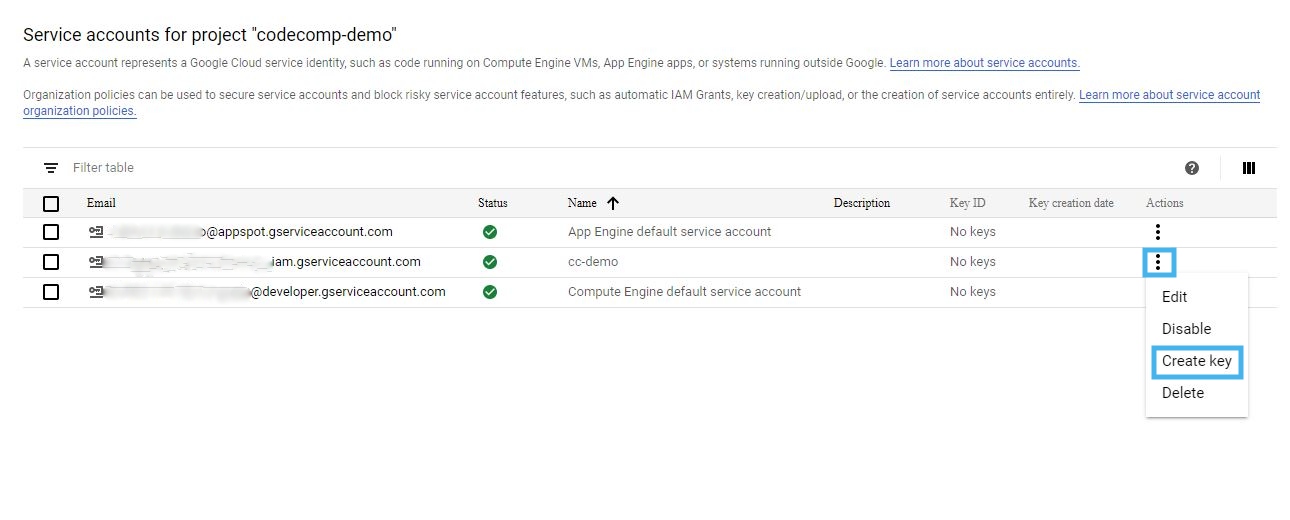 Service accounts for project "codecomp-demo"
A service account represents a Google Cloud service identity, such as code running on Compute Engine VMs, App Engine apps, or systems running outside Google. Learn more about service accounts.
Organization policies can be used to secure service accounts and block risky service account features, such as automatic IAM Grants, key creation/upload, or the creation of service accounts entirely. Learn more about service account
organization policies.
Filter table
Email Status Name Description Key ID Key creation date Actions
@appspot.gserviceaccount.com App Engine default service account No keys
iam.gserviceaccount.com cc-demo No keys
@developer.gserviceaccount.com Compute Engine default service account No keys
Edit
Disable
Create key
Delete